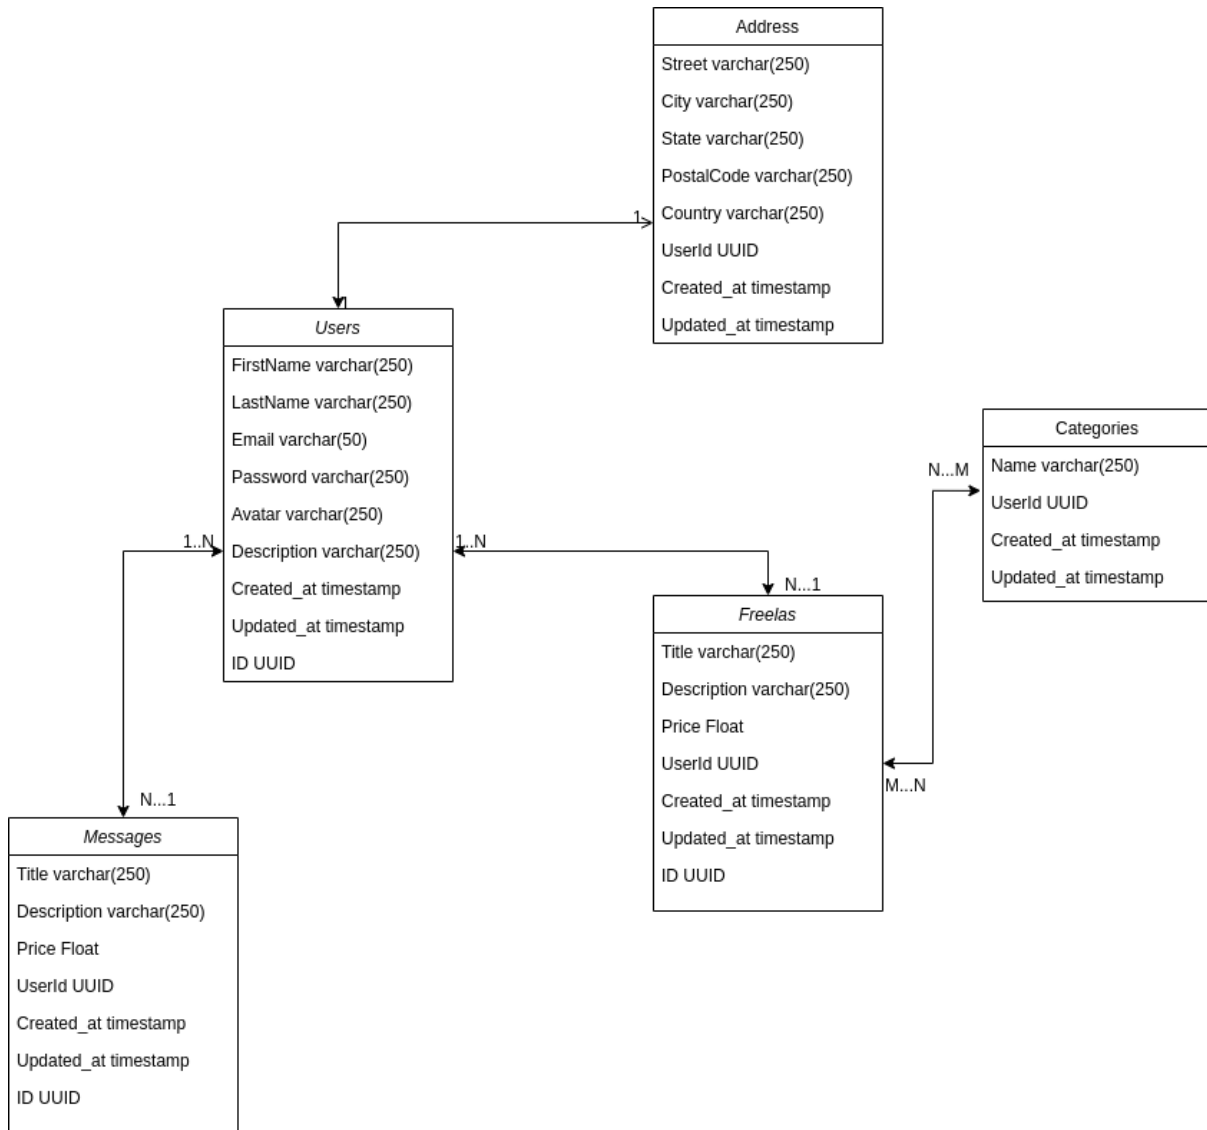 Address
Street varchar(250)
City varchar(250)
State varchar(250)
PostalCode varchar(250)
Country varchar(250)
UserId UUID
Created_at timestamp
Updated_at timestamp
1
1
Users
FirstName varchar(250)
LastName varchar(250)
Email varchar(50)
Password varchar(250)
Avatar varchar(250)
Description varchar(250)
Created_at timestamp
Updated_at timestamp
ID UUID
1..N
1..N
Categories
Name varchar(250)
UserId UUID
Created_at timestamp
Updated_at timestamp
N...M
N...1
Freelas
Title varchar(250)
Description varchar(250)
Price Float
UserId UUID
Created_at timestamp
Updated_at timestamp
ID UUID
M...N
N...1
Messages
Title varchar(250)
Description varchar(250)
Price Float
UserId UUID
Created_at timestamp
Updated_at timestamp
ID UUID